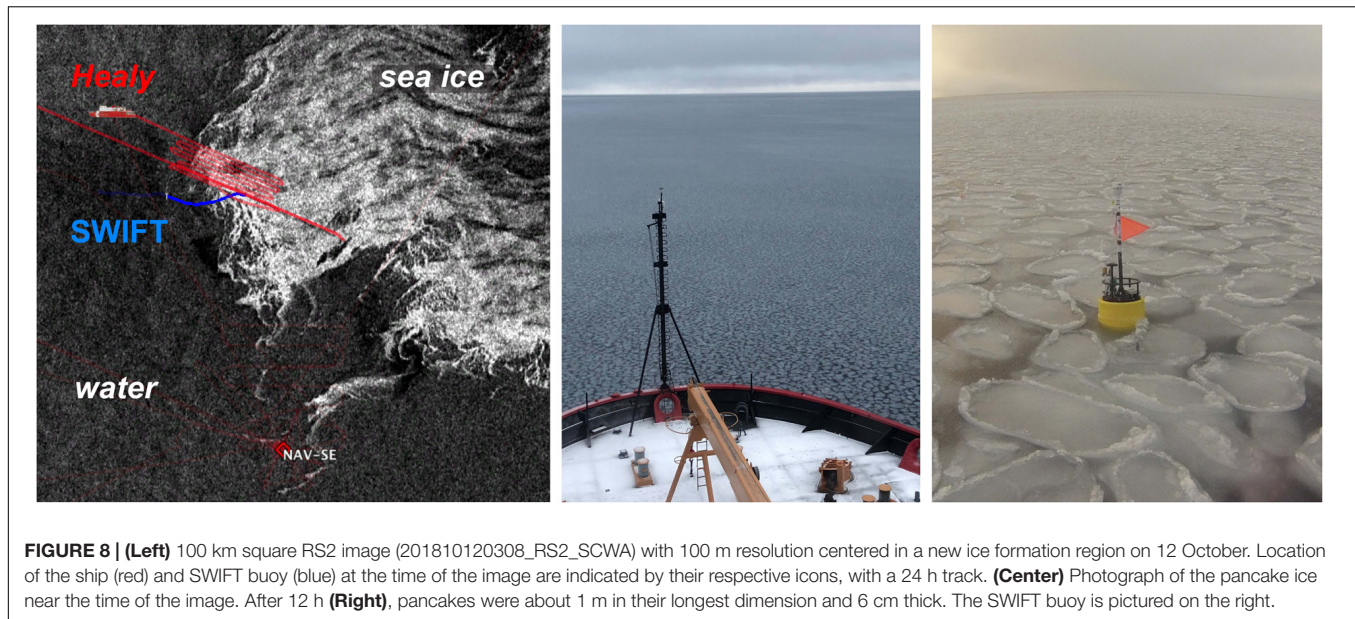 Healy
sea ice
SWIFT
water
NAV-SE
FIGURE 8 | (Left) 100 km square RS2 image (201810120308_RS2_SCWA) with 100 m resolution centered in a new ice formation region on 12 October. Location
of the ship (red) and SWIFT buoy (blue) at the time of the image are indicated by their respective icons, with a 24 h track. (Center) Photograph of the pancake ice
near the time of the image. After 12 h (Right), pancakes were about 1 m in their longest dimension and 6 cm thick. The SWIFT buoy is pictured on the right.